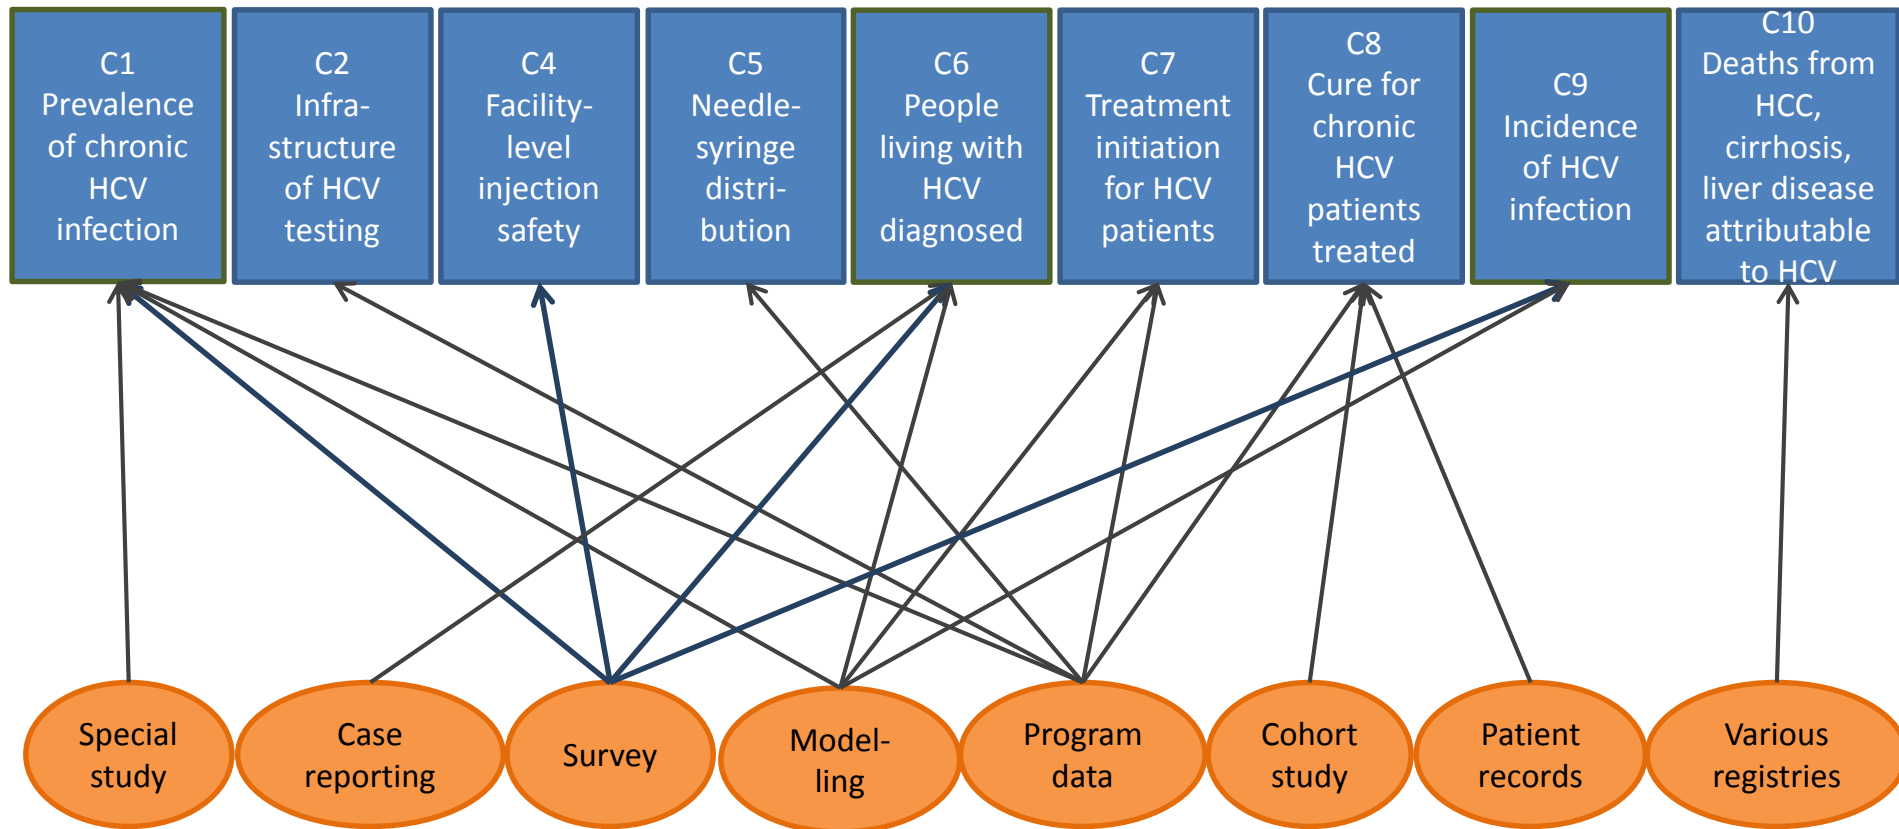 C1
Prevalence
of chronic
HCV
infection
C2
Infra-
structure
of HCV
testing
C4
Facility-
level
injection
safety
C5
Needle-
syringe
distri-
bution
C6
People
living with
HCV
diagnosed
C7
Treatment
initiation
for HCV
patients
C8
Cure for
chronic
HCV
patients
treated
C9
Incidence
of HCV
infection
C10
Deaths from
HCC,
cirrhosis,
liver disease
attributable
to HCV
Special
study
Case
reporting
Survey
Model-
ling
Program
data
Cohort
study
Patient
records
Various
registries